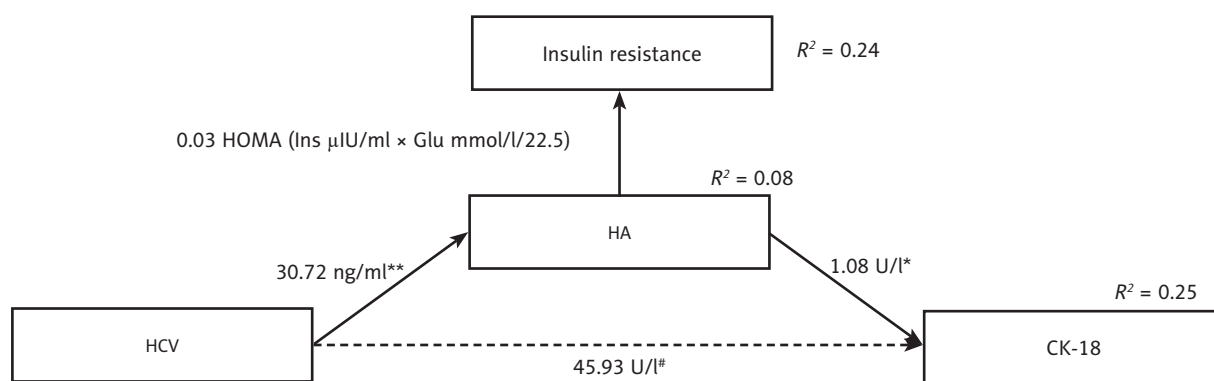 Insulin resistance
R² = 0.24
0.03 HOMA (Ins μIU/ml × Glu mmol/l/22.5)
R² = 0.08
HA
30.72 ng/ml**
1.08 U/l*
R² = 0.25
HCV
CK-18
45.93 U/l#